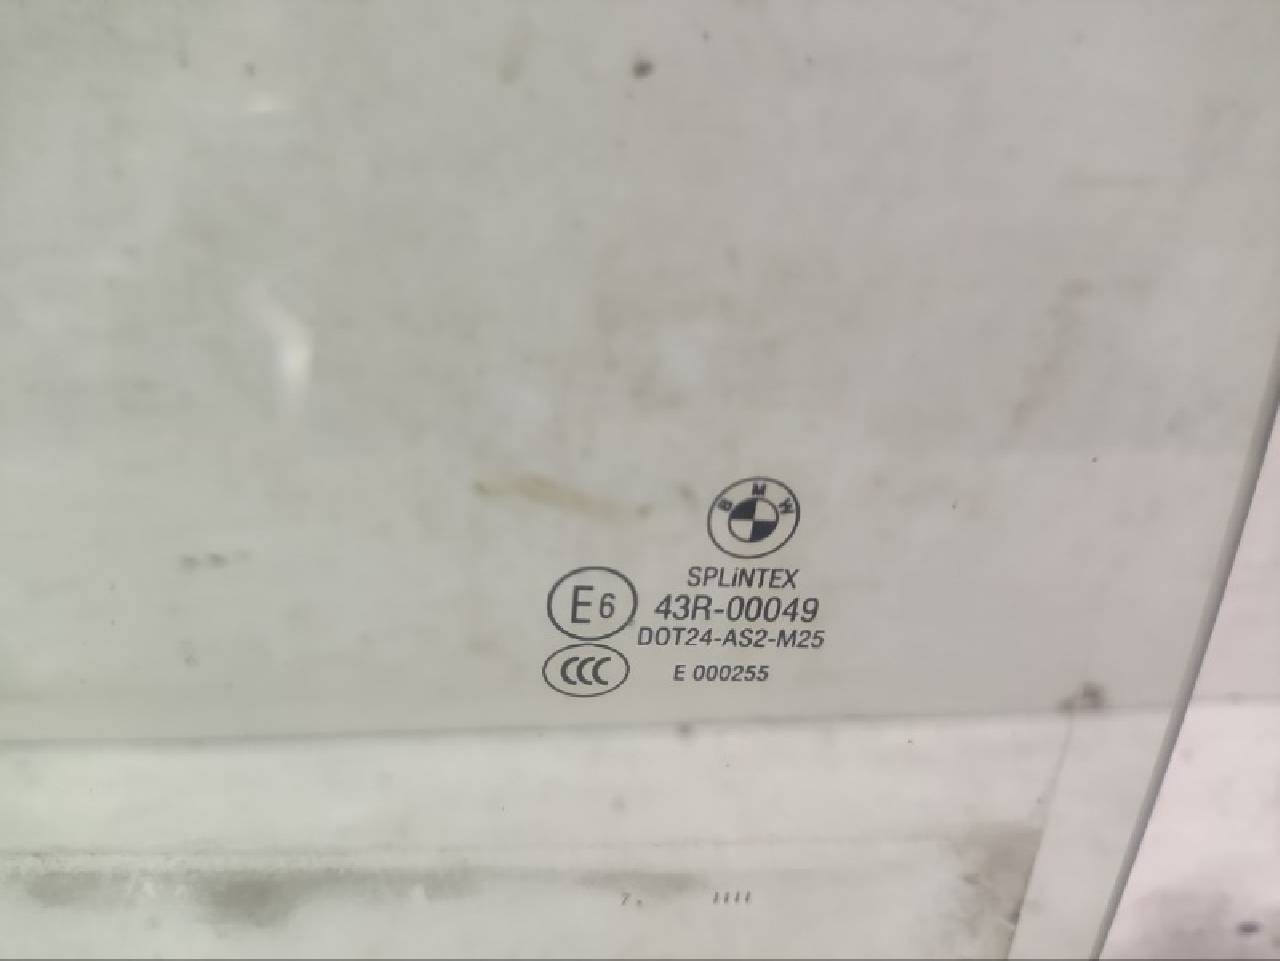 BMW
SPLiNTEX
E6 43R-00049
DOT24-AS2-M25
CCC E 000255